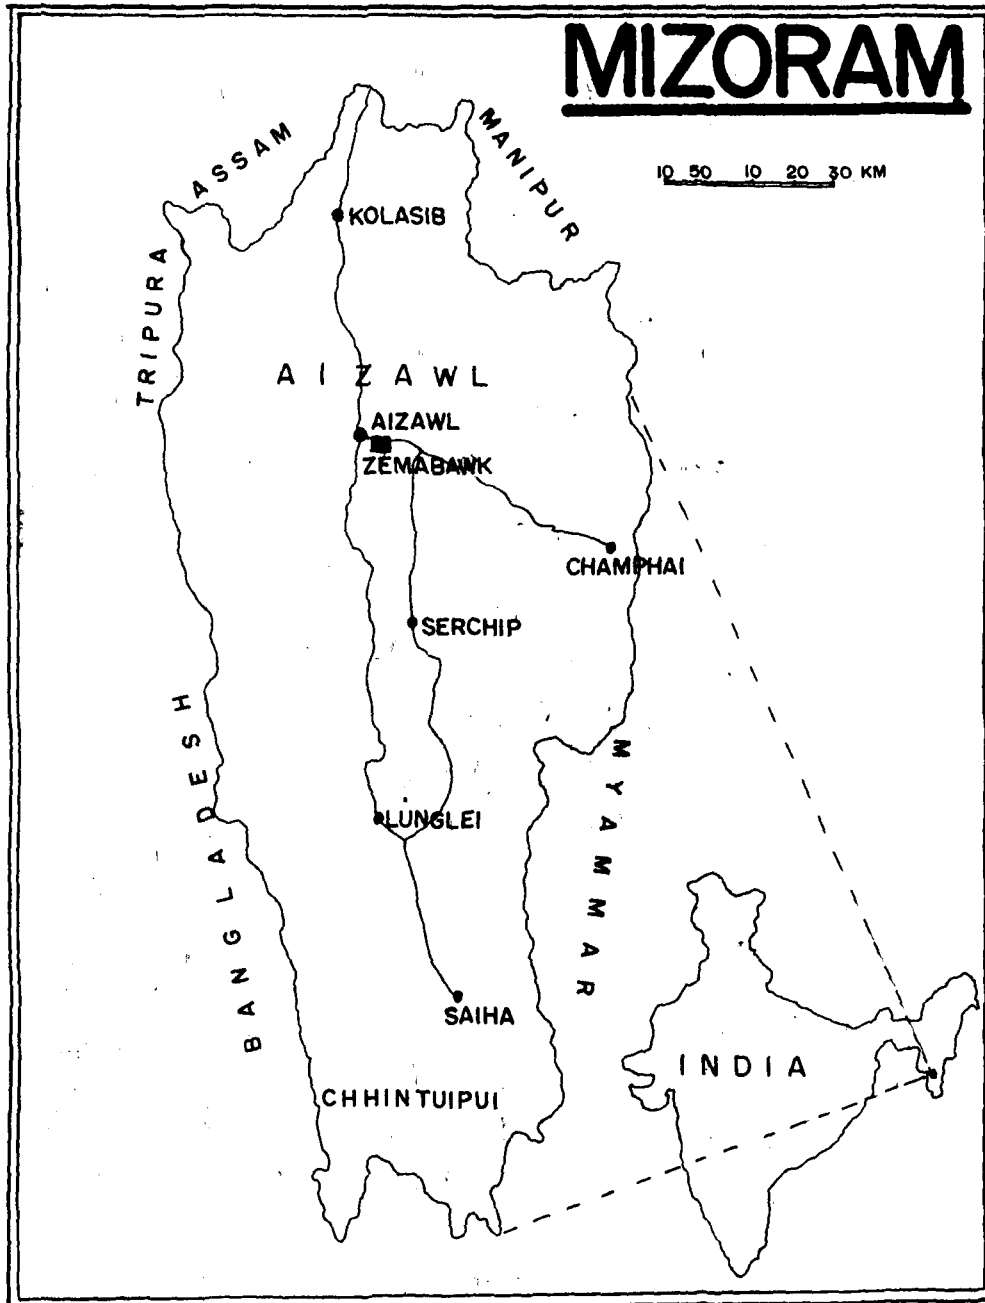 MIZORAM
ASSAM
MANIPUR
10 50 10 20 30 KM
KOLASIB
TRIPURA
AIZAWL
AIZAWL
ZEMABAWK
CHAMPHAI
SERCHIP
BANGLADESH
MYAMMAR
LUNGLEI
SAIHA
INDIA
CHHINTUIPUI